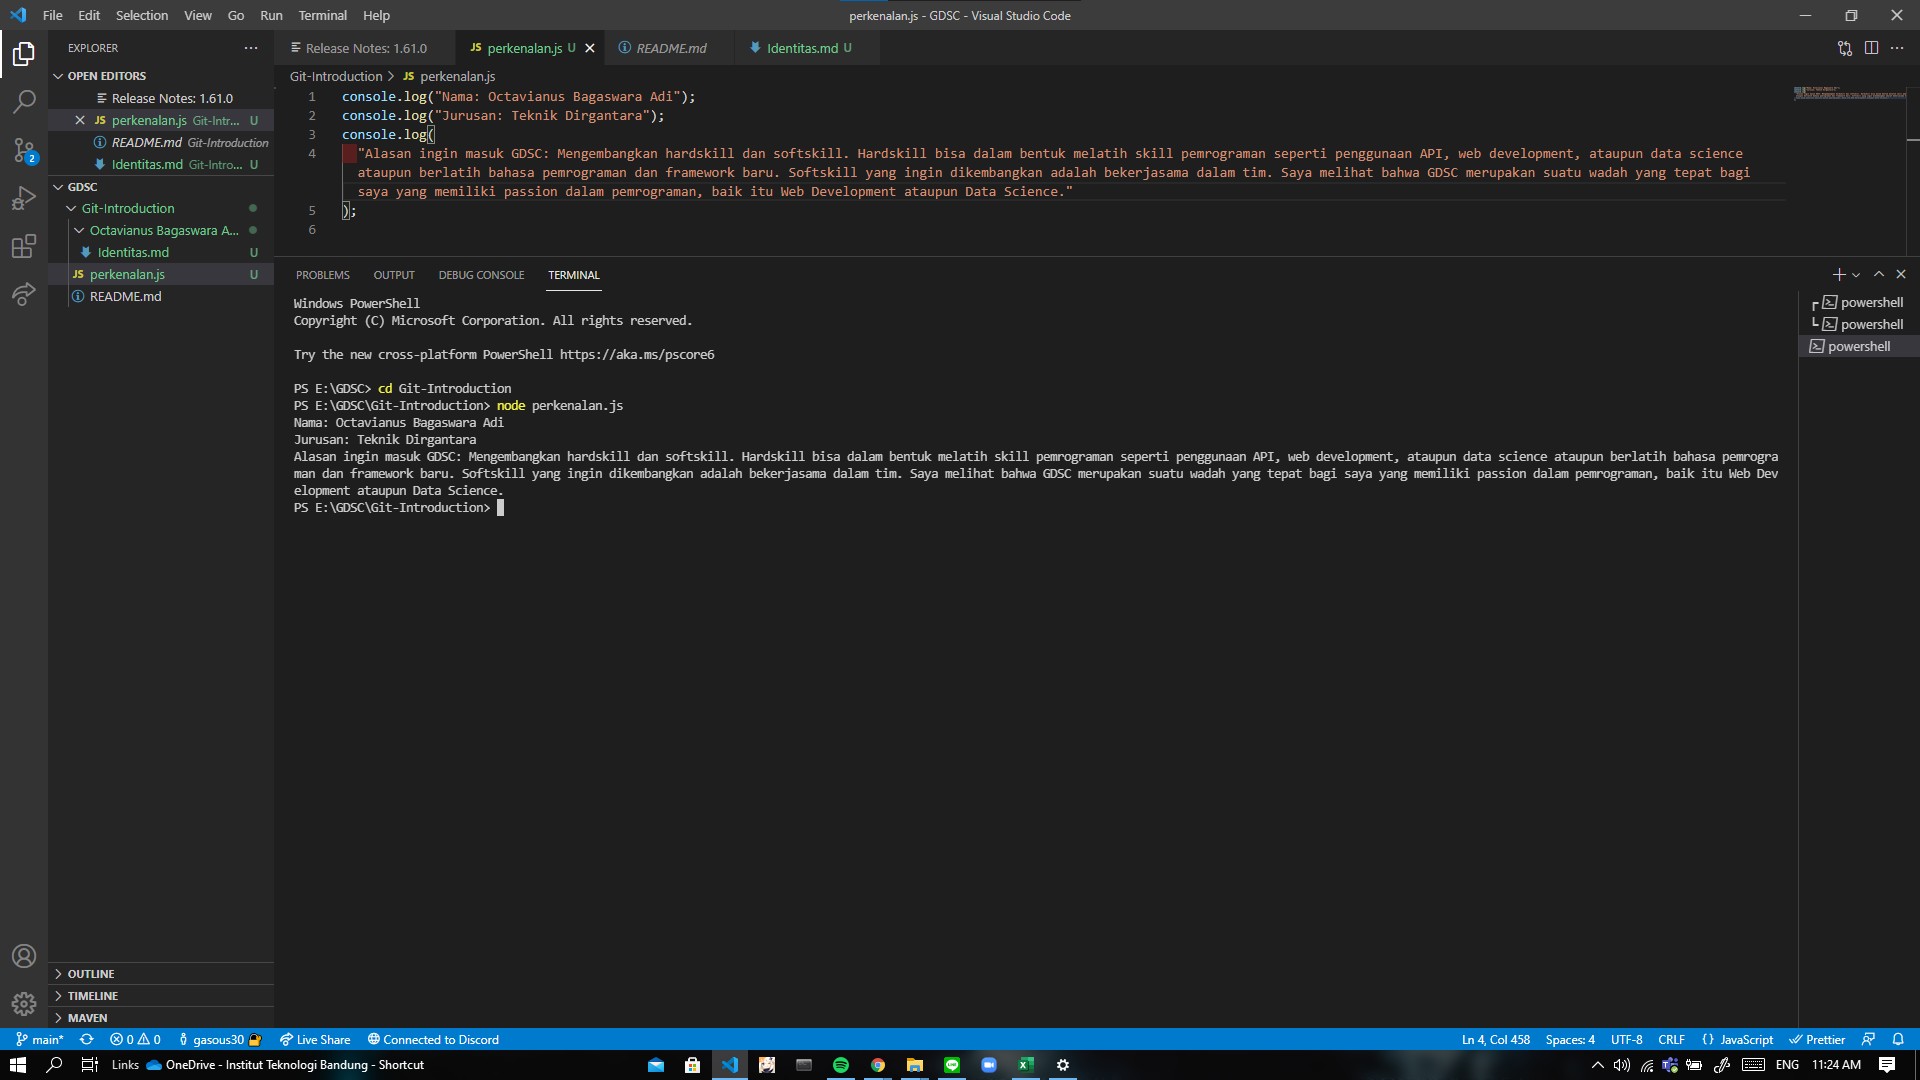 File Edit Selection View Go Run Terminal Help
perkenalan.js - GDSC - Visual Studio Code
EXPLORER
Release Notes: 1.61.0
JS perkenalan.js U
README.md
Identitas.md U
OPEN EDITORS
Release Notes: 1.61.0
JS perkenalan.js Git-Intr... U
README.md Git-Introduction
Identitas.md Git-Intro... U
GDSC
Git-Introduction
Octavianus Bagaswara A...
Identitas.md U
JS perkenalan.js U
README.md
2
Git-Introduction > JS perkenalan.js
1 console.log("Nama: Octavianus Bagaswara Adi");
2 console.log("Jurusan: Teknik Dirgantara");
3 console.log(
4 "Alasan ingin masuk GDSC: Mengembangkan hardskill dan softskill. Hardskill bisa dalam bentuk melatih skill pemrograman seperti penggunaan API, web development, ataupun data science
ataupun berlatih bahasa pemrograman dan framework baru. Softskill yang ingin dikembangkan adalah bekerjasama dalam tim. Saya melihat bahwa GDSC merupakan suatu wadah yang tepat bagi
saya yang memiliki passion dalam pemrograman, baik itu Web Development ataupun Data Science."
5 );
6
PROBLEMS OUTPUT DEBUG CONSOLE TERMINAL
Windows PowerShell
Copyright (C) Microsoft Corporation. All rights reserved.
Try the new cross-platform PowerShell https://aka.ms/pscore6
PS E:\GDSC> cd Git-Introduction
PS E:\GDSC\Git-Introduction> node perkenalan.js
Nama: Octavianus Bagaswara Adi
Jurusan: Teknik Dirgantara
Alasan ingin masuk GDSC: Mengembangkan hardskill dan softskill. Hardskill bisa dalam bentuk melatih skill pemrograman seperti penggunaan API, web development, ataupun data science ataupun berlatih bahasa pemrogra
man dan framework baru. Softskill yang ingin dikembangkan adalah bekerjasama dalam tim. Saya melihat bahwa GDSC merupakan suatu wadah yang tepat bagi saya yang memiliki passion dalam pemrograman, baik itu Web Dev
elopment ataupun Data Science.
PS E:\GDSC\Git-Introduction>
powershell
powershell
powershell
OUTLINE
TIMELINE
MAVEN
main* 0 0 gasous30 Live Share Connected to Discord
Ln 4, Col 458 Spaces: 4 UTF-8 CRLF { } JavaScript Prettier
Links OneDrive - Institut Teknologi Bandung - Shortcut
ENG 11:24 AM